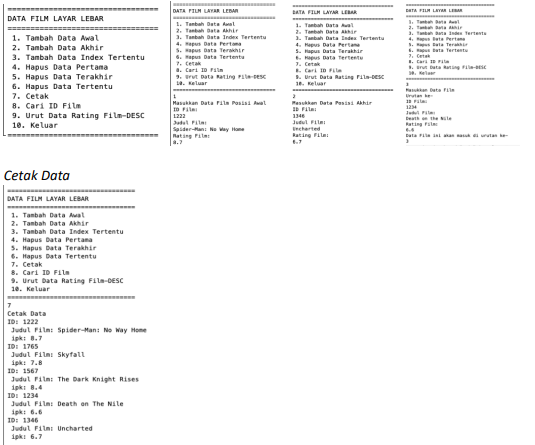 ==================================
DATA FILM LAYAR LEBAR
==================================
1. Tambah Data Awal
2. Tambah Data Akhir
3. Tambah Data Index Tertentu
4. Hapus Data Pertama
5. Hapus Data Terakhir
6. Hapus Data Tertentu
7. Cetak
8. Cari ID Film
9. Urut Data Rating Film-DESC
10. Keluar
==================================
==================================
DATA FILM LAYAR LEBAR
==================================
1. Tambah Data Awal
2. Tambah Data Akhir
3. Tambah Data Index Tertentu
4. Hapus Data Pertama
5. Hapus Data Terakhir
6. Hapus Data Tertentu
7. Cetak
8. Cari ID Film
9. Urut Data Rating Film-DESC
10. Keluar
==================================
1
Masukkan Data Film Posisi Awal
ID Film:
1222
Judul Film:
Spider-Man: No Way Home
Rating Film:
8.7
==================================
DATA FILM LAYAR LEBAR
==================================
1. Tambah Data Awal
2. Tambah Data Akhir
3. Tambah Data Index Tertentu
4. Hapus Data Pertama
5. Hapus Data Terakhir
6. Hapus Data Tertentu
7. Cetak
8. Cari ID Film
9. Urut Data Rating Film-DESC
10. Keluar
==================================
2
Masukkan Data Posisi Akhir
ID Film:
1346
Judul Film:
Uncharted
Rating Film:
6.7
==================================
DATA FILM LAYAR LEBAR
==================================
1. Tambah Data Awal
2. Tambah Data Akhir
3. Tambah Data Index Tertentu
4. Hapus Data Pertama
5. Hapus Data Terakhir
6. Hapus Data Tertentu
7. Cetak
8. Cari ID Film
9. Urut Data Rating Film-DESC
10. Keluar
==================================
3
Masukkan Data Film
Urutan ke-
ID Film:
1234
Judul Film:
Death on the Nile
Rating Film:
6.6
Data Film ini akan masuk di urutan ke-
3
Cetak Data
==================================
DATA FILM LAYAR LEBAR
==================================
1. Tambah Data Awal
2. Tambah Data Akhir
3. Tambah Data Index Tertentu
4. Hapus Data Pertama
5. Hapus Data Terakhir
6. Hapus Data Tertentu
7. Cetak
8. Cari ID Film
9. Urut Data Rating Film-DESC
10. Keluar
==================================
7
Cetak Data
ID: 1222
Judul Film: Spider-Man: No Way Home
ipk: 8.7
ID: 1765
Judul Film: Skyfall
ipk: 7.8
ID: 1567
Judul Film: The Dark Knight Rises
ipk: 8.4
ID: 1234
Judul Film: Death on The Nile
ipk: 6.6
ID: 1346
Judul Film: Uncharted
ipk: 6.7